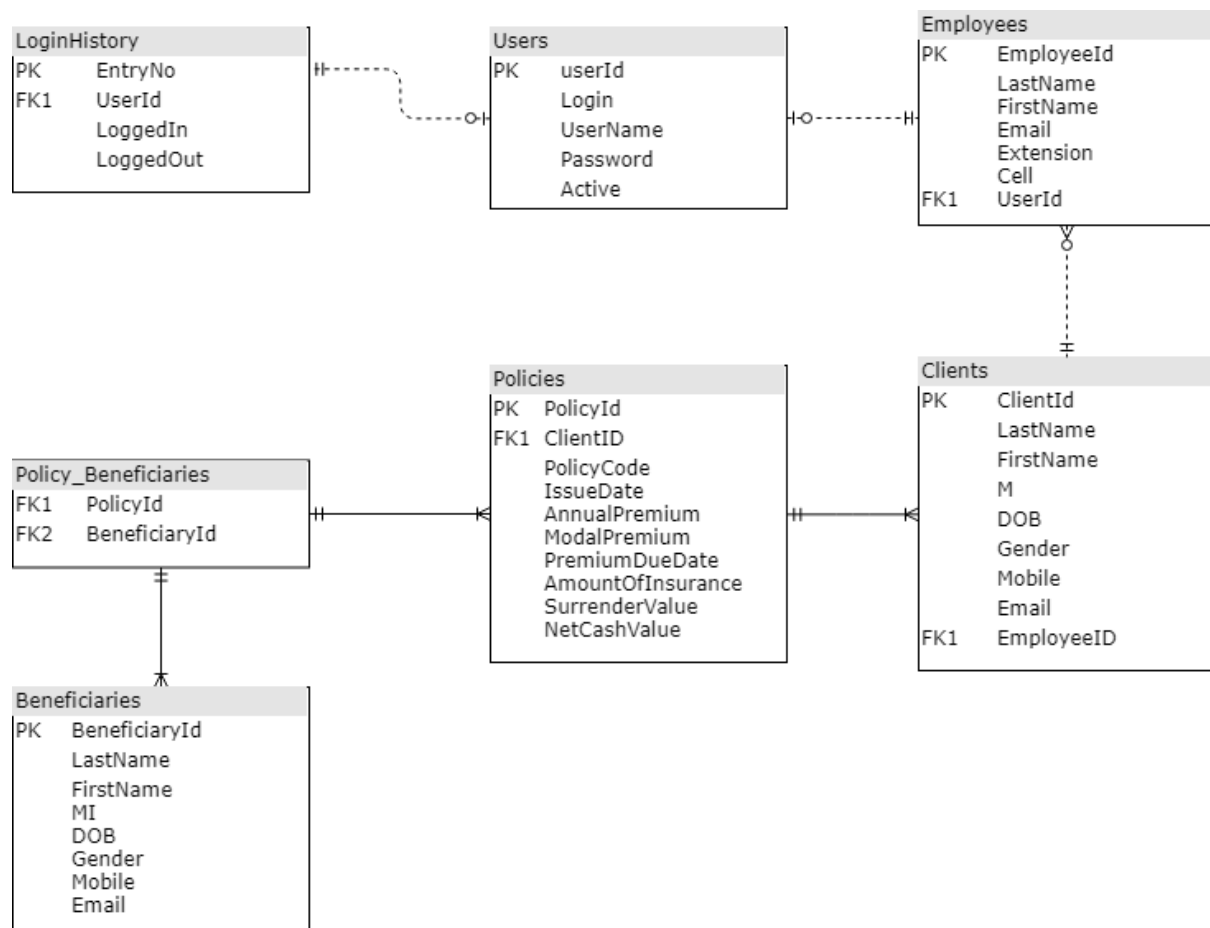 LoginHistory
PK EntryNo
FK1 UserId
LoggedIn
LoggedOut
Users
PK userId
Login
UserName
Password
Active
Employees
PK EmployeeId
LastName
FirstName
Email
Extension
Cell
FK1 UserId
Policy_Beneficiaries
FK1 PolicyId
FK2 BeneficiaryId
Policies
PK PolicyId
FK1 ClientID
PolicyCode
IssueDate
AnnualPremium
ModalPremium
PremiumDueDate
AmountOfInsurance
SurrenderValue
NetCashValue
Clients
PK ClientId
LastName
FirstName
M
DOB
Gender
Mobile
Email
FK1 EmployeeID
Beneficiaries
PK BeneficiaryId
LastName
FirstName
MI
DOB
Gender
Mobile
Email